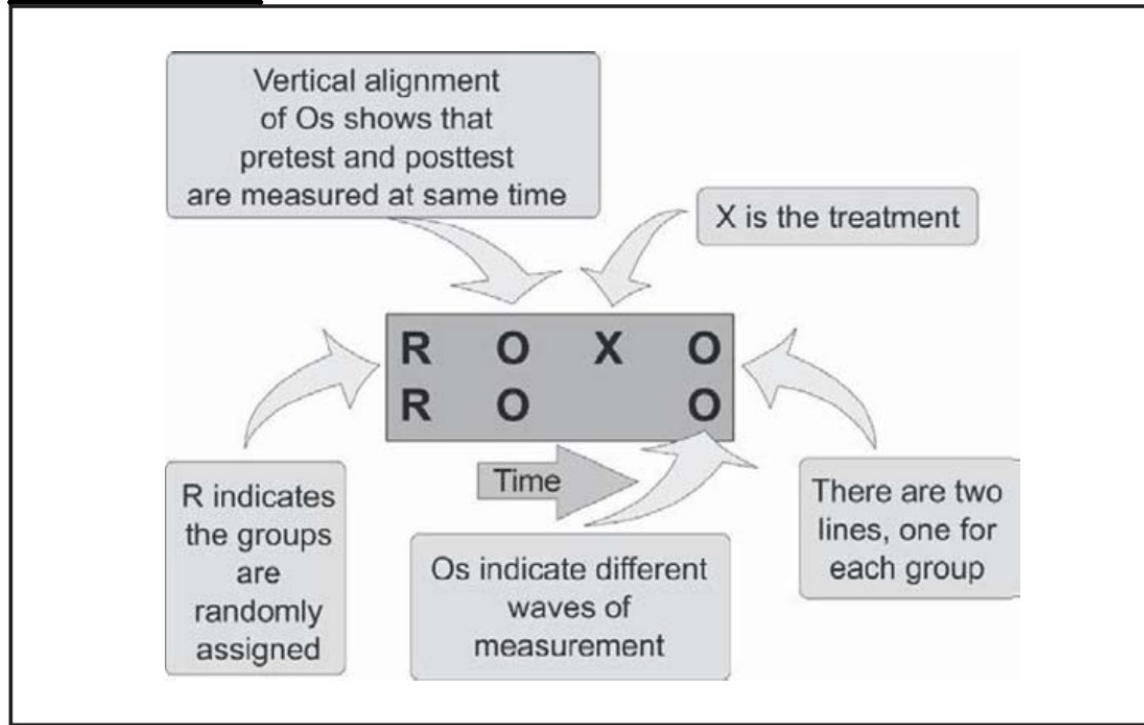 Vertical alignment
of Os shows that
pretest and posttest
are measured at same time
X is the treatment
R O X O
R O O
Time
R indicates
the groups
are
randomly
assigned
Os indicate different
waves of
measurement
There are two
lines, one for
each group